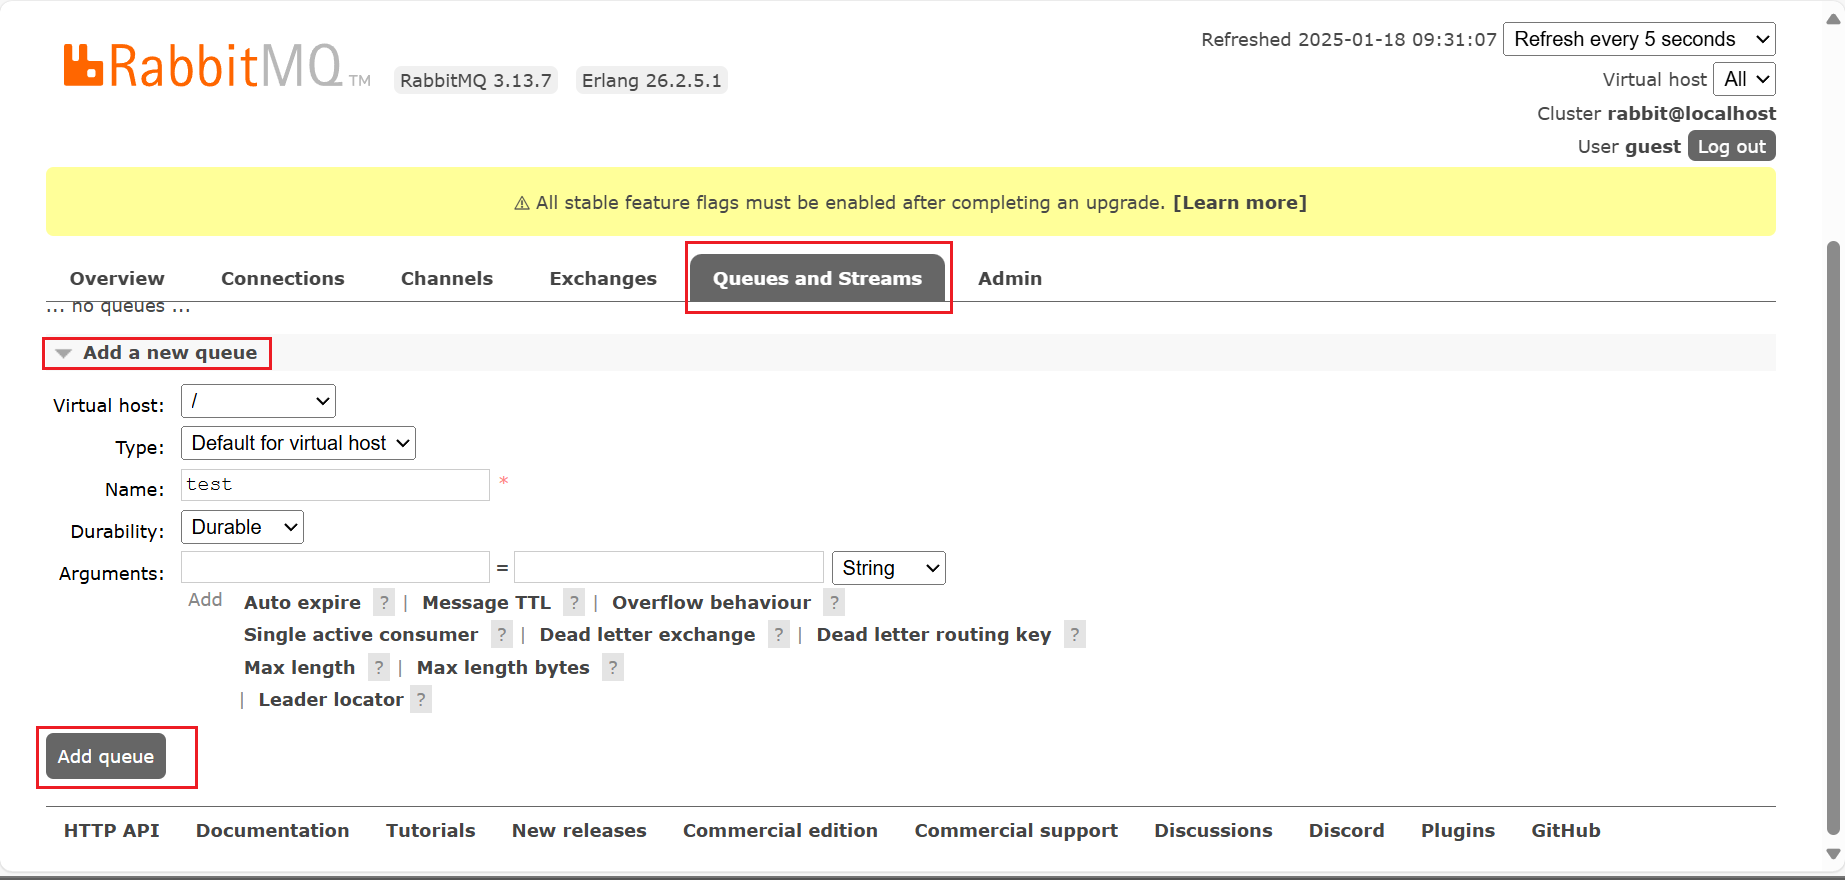 RabbitMQ TM RabbitMQ 3.13.7 Erlang 26.2.5.1
Refreshed 2025-01-18 09:31:07 Refresh every 5 seconds
Virtual host All
Cluster rabbit@localhost
User guest Log out
⚠ All stable feature flags must be enabled after completing an upgrade. [Learn more]
Overview Connections Channels Exchanges Queues and Streams Admin
... no queues ...
Add a new queue
Virtual host: /
Type: Default for virtual host
Name: test *
Durability: Durable
Arguments: = String
Add Auto expire ? | Message TTL ? | Overflow behaviour ?
Single active consumer ? | Dead letter exchange ? | Dead letter routing key ?
Max length ? | Max length bytes ?
| Leader locator ?
Add queue
HTTP API Documentation Tutorials New releases Commercial edition Commercial support Discussions Discord Plugins GitHub